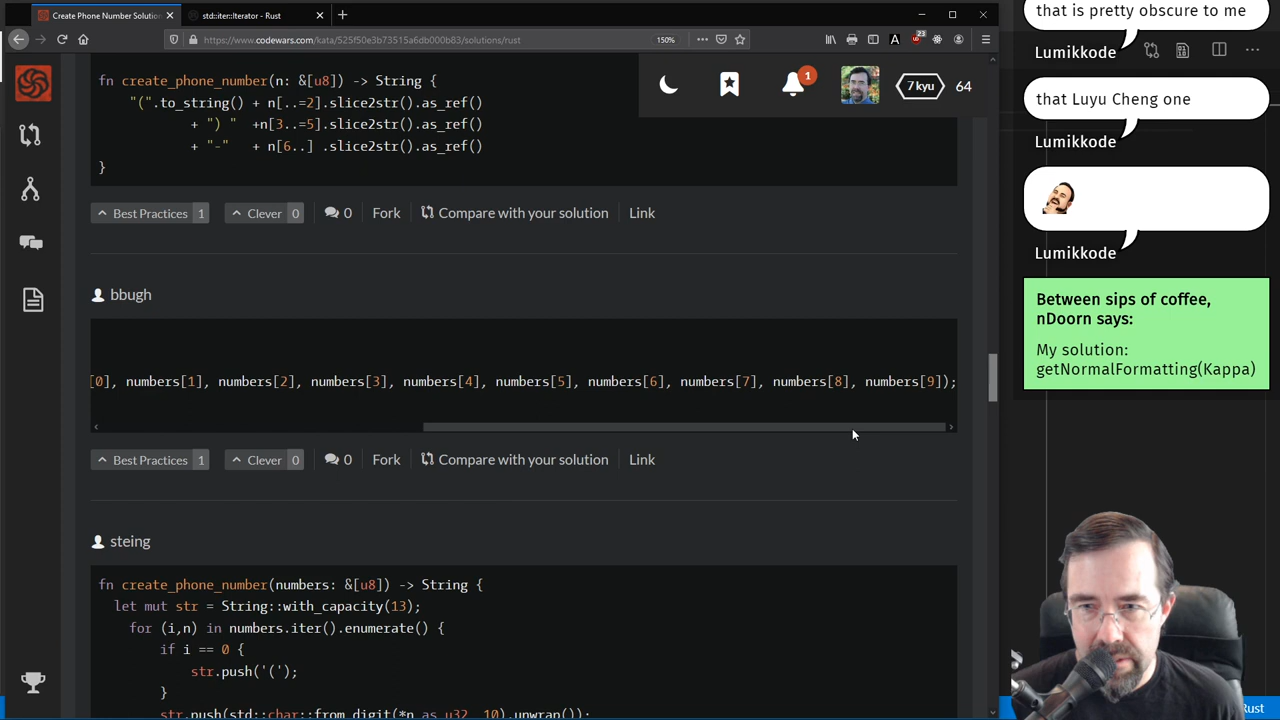 Create Phone Number Solutio
std::iter::Iterator - Rust
https://www.codewars.com/kata/525f50e3b73515a6db000b83/solutions/rust
150%
23
fn create_phone_number(n: &[u8]) -> String {
"(".to_string() + n[..=2].slice2str().as_ref()
+ ") " +n[3..=5].slice2str().as_ref()
+ "-" + n[6..] .slice2str().as_ref()
}
1
7 kyu
64
Best Practices 1
Clever 0
0
Fork
Compare with your solution
Link
bbugh
[0], numbers[1], numbers[2], numbers[3], numbers[4], numbers[5], numbers[6], numbers[7], numbers[8], numbers[9]);
Best Practices 1
Clever 0
0
Fork
Compare with your solution
Link
steing
fn create_phone_number(numbers: &[u8]) -> String {
let mut str = String::with_capacity(13);
for (i,n) in numbers.iter().enumerate() {
if i == 0 {
str.push('(');
}
str.push(std::char::from_digit(*n as u32, 10).unwrap());
that is pretty obscure to me
Lumikkode
that Luyu Cheng one
Lumikkode
Lumikkode
Between sips of coffee,
nDoorn says:
My solution:
getNormalFormatting(Kappa)
Rust